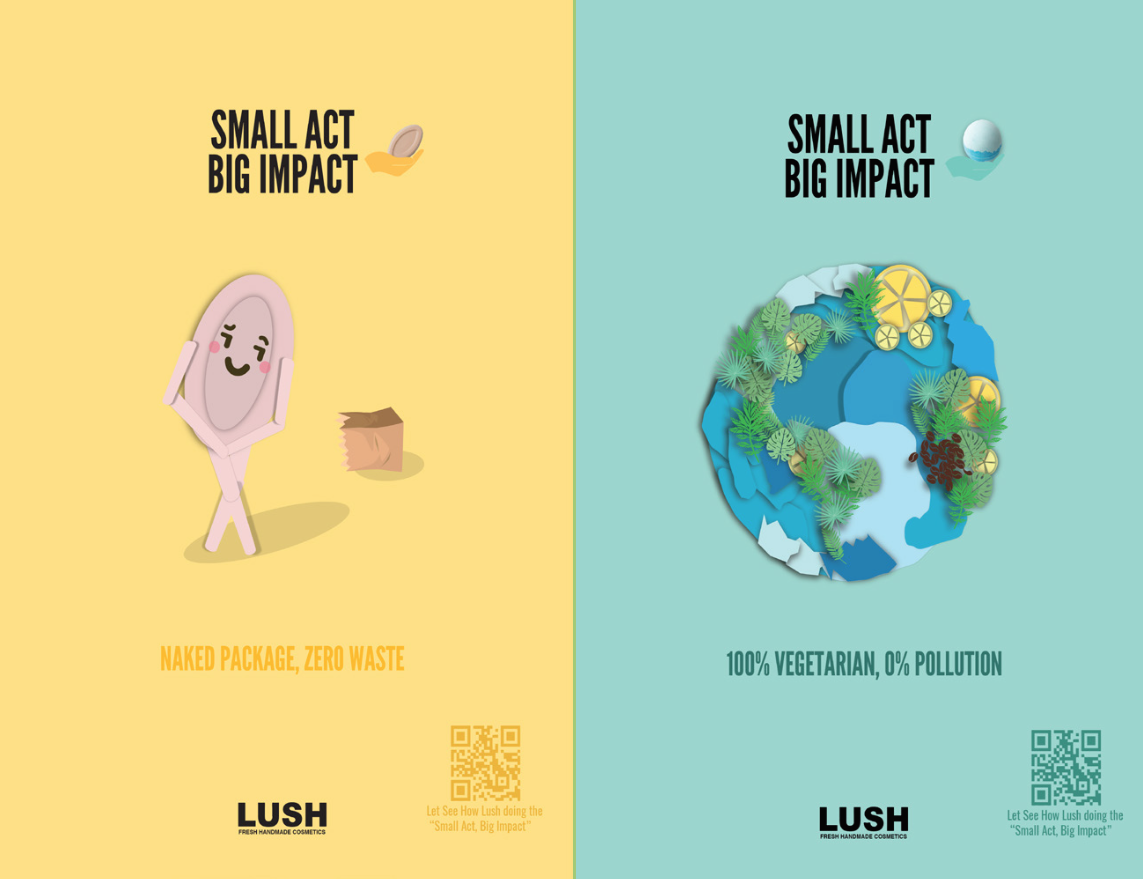 SMALL ACT
BIG IMPACT
NAKED PACKAGE, ZERO WASTE
Let See How Lush doing the
"Small Act, Big Impact"
LUSH
FRESH HANDMADE COSMETICS
SMALL ACT
BIG IMPACT
100% VEGETARIAN, 0% POLLUTION
Let See How Lush doing the
"Small Act, Big Impact"
LUSH
FRESH HANDMADE COSMETICS